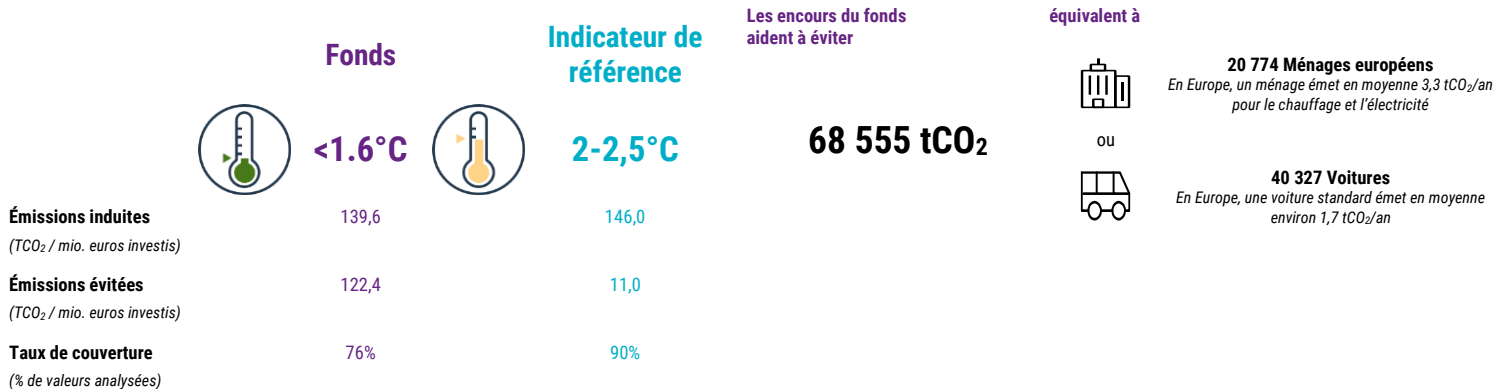 Fonds
Indicateur de
référence
<1.6°C
2-2,5°C
Émissions induites
139,6
146,0
(TCO₂ / mio. euros investis)
Émissions évitées
122,4
11,0
(TCO₂ / mio. euros investis)
Taux de couverture
76%
90%
(% de valeurs analysées)
Les encours du fonds
aident à éviter
68 555 tCO₂
équivalent à
20 774 Ménages européens
En Europe, un ménage émet en moyenne 3,3 tCO₂/an
pour le chauffage et l'électricité
ou
40 327 Voitures
En Europe, une voiture standard émet en moyenne
environ 1,7 tCO₂/an